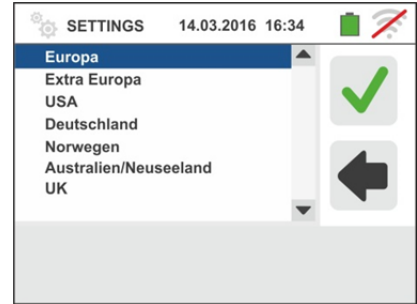 SETTINGS 14.03.2016 16:34
Europa
Extra Europa
USA
Deutschland
Norwegen
Australien/Neuseeland
UK